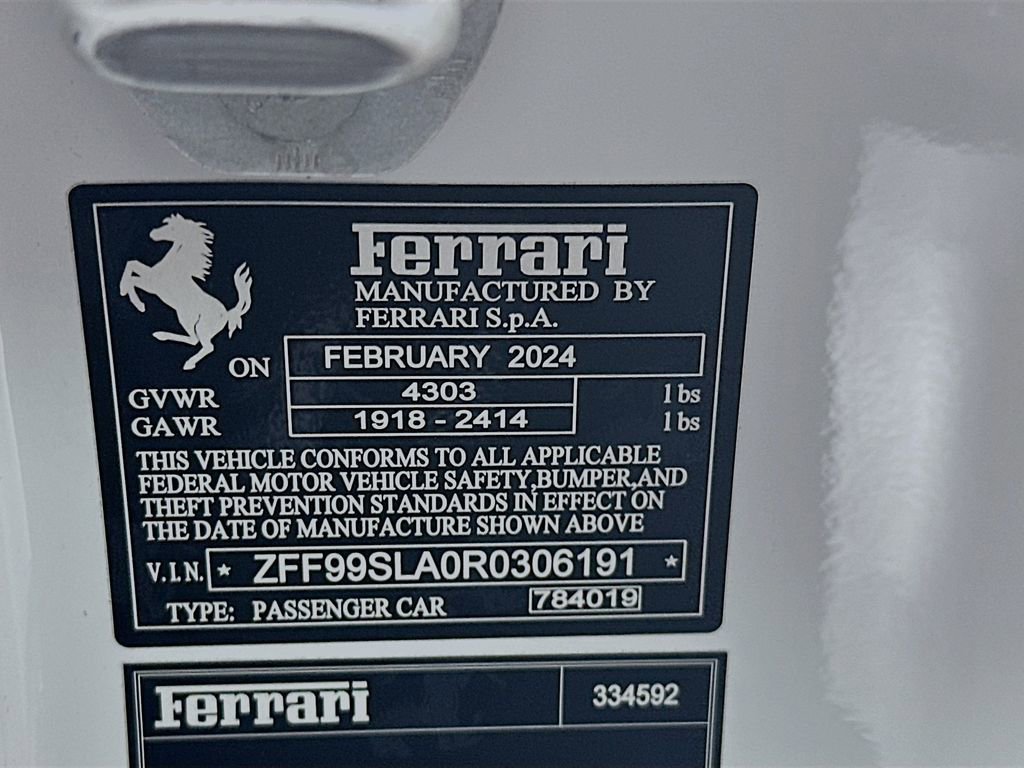 Ferrari
MANUFACTURED BY
FERRARI S.p.A.
ON FEBRUARY 2024
GVWR 4303 lbs
GAWR 1918 - 2414 lbs
THIS VEHICLE CONFORMS TO ALL APPLICABLE
FEDERAL MOTOR VEHICLE SAFETY,BUMPER,AND
THEFT PREVENTION STANDARDS IN EFFECT ON
THE DATE OF MANUFACTURE SHOWN ABOVE
V.I.N. * ZFF99SLA0R0306191 *
TYPE: PASSENGER CAR 784019
Ferrari 334592